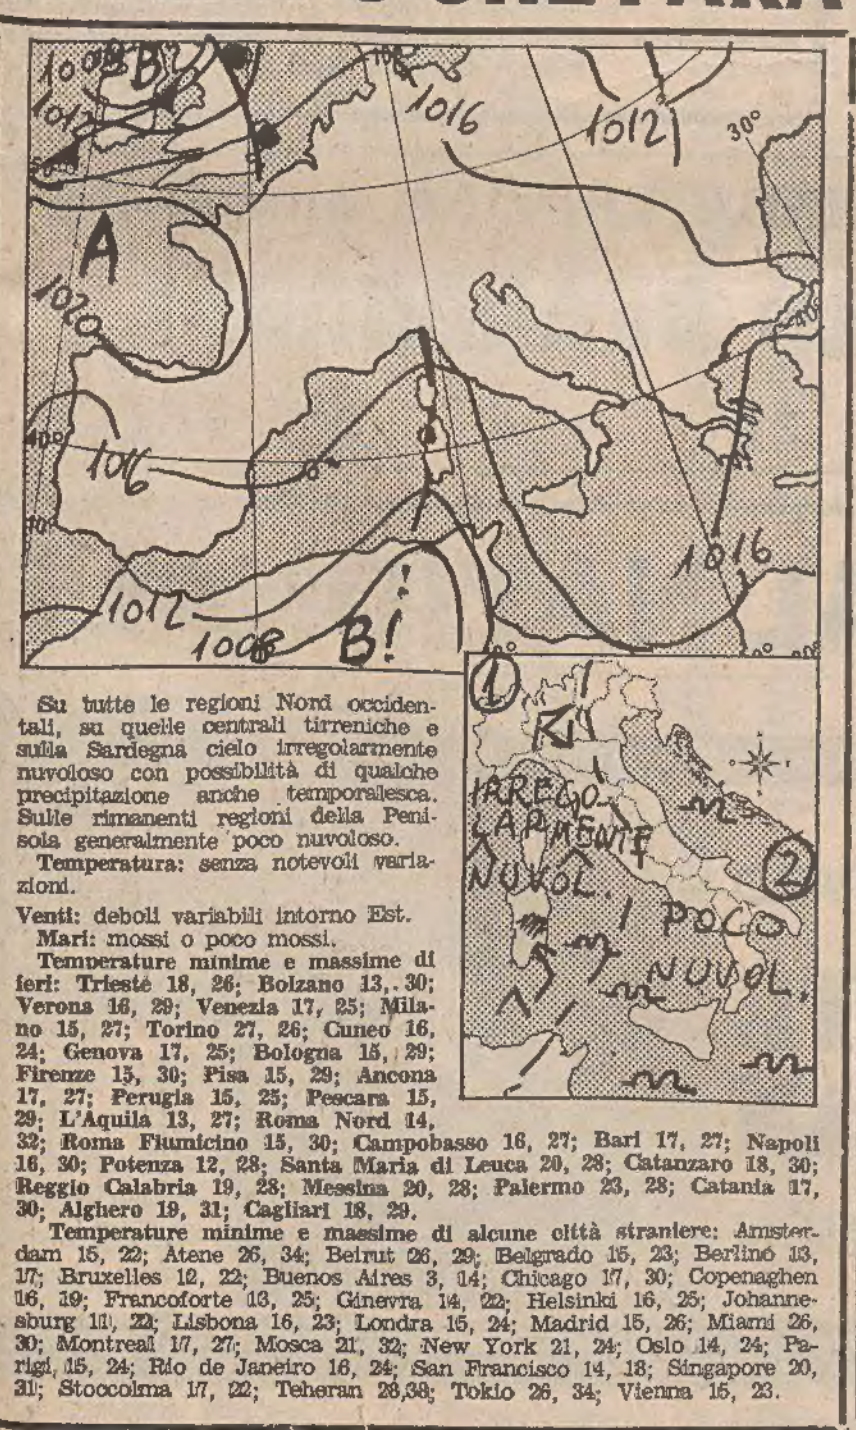 1008 B
1012
1016
1012
30°
A
1020
40°
1016
10°
1016
1012
1008 B!
1
Ri
IRREGO-
LARMENTE
NUVOL.
2
POCO
NUVOL.
Su tutte le regioni Nord occiden-
tali, su quelle centrali tirreniche e
sulla Sardegna cielo irregolarmente
nuvoloso con possibilità di qualche
precipitazione anche temporalesca.
Sulle rimanenti regioni della Peni-
sola generalmente poco nuvoloso.
Temperatura: senza notevoli varia-
zioni.
Venti: deboli variabili intorno Est.
Mari: mossi o poco mossi.
Temperature minime e massime di
ieri: Trieste 18, 26; Bolzano 13, 30;
Verona 16, 29; Venezia 17, 25; Mila-
no 15, 27; Torino 27, 26; Cuneo 16,
24; Genova 17, 25; Bologna 15, 29;
Firenze 15, 30; Pisa 15, 29; Ancona
17, 27; Perugia 15, 25; Pescara 15,
29; L'Aquila 13, 27; Roma Nord 14,
32; Roma Fiumicino 15, 30; Campobasso 16, 27; Bari 17, 27; Napoli
16, 30; Potenza 12, 28; Santa Maria di Leuca 20, 28; Catanzaro 18, 30;
Reggio Calabria 19, 28; Messina 20, 28; Palermo 23, 28; Catania 17,
30; Alghero 19, 31; Cagliari 18, 29.
Temperature minime e massime di alcune città straniere: Amster-
dam 15, 22; Atene 26, 34; Beirut 26, 29; Belgrado 15, 23; Berlino 13,
17; Bruxelles 12, 22; Buenos Aires 3, 14; Chicago 17, 30; Copenaghen
16, 19; Francoforte 13, 25; Ginevra 14, 22; Helsinki 16, 25; Johanne-
sburg 11, 22; Lisbona 16, 23; Londra 15, 24; Madrid 15, 26; Miami 26,
30; Montreal 17, 27; Mosca 21, 32; New York 21, 24; Oslo 14, 24; Pa-
rigi, 15, 24; Rio de Janeiro 16, 24; San Francisco 14, 18; Singapore 20,
31; Stoccolma 17, 22; Teheran 28,38; Tokio 26, 34; Vienna 15, 23.